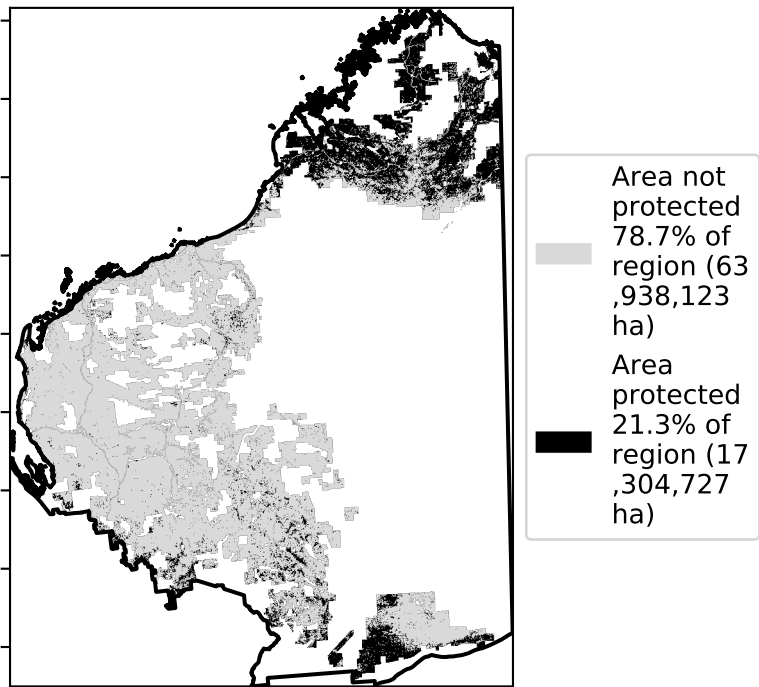 Area not
protected
78.7% of
region (63
,938,123
ha)
Area
protected
21.3% of
region (17
,304,727
ha)